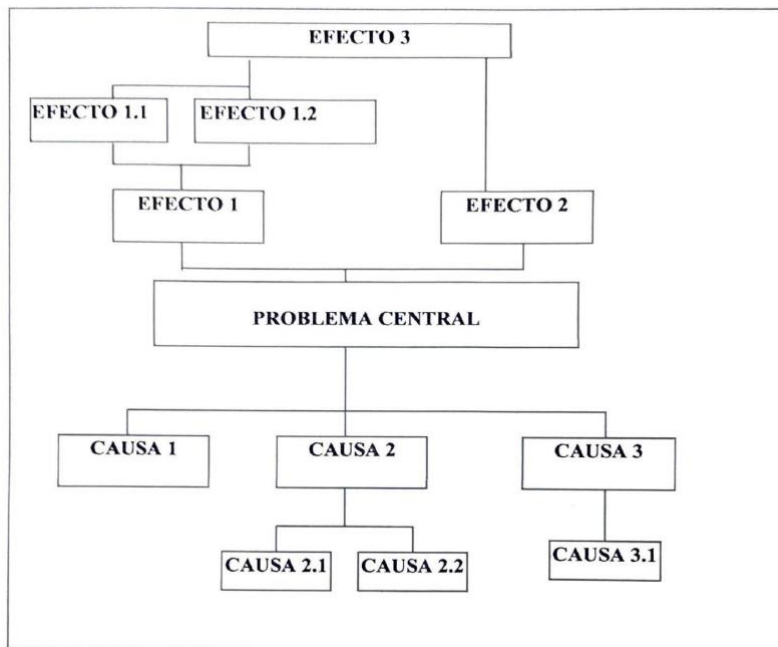 EFECTO 3
EFECTO 1.1
EFECTO 1.2
EFECTO 1
EFECTO 2
PROBLEMA CENTRAL
CAUSA 1
CAUSA 2
CAUSA 3
CAUSA 2.1
CAUSA 2.2
CAUSA 3.1